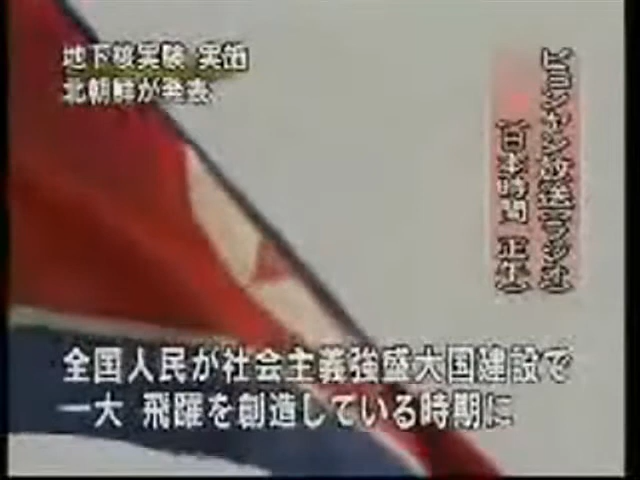 地下核実験 実施
北朝鮮が発表
ピョンヤン放送（ラジオ）
（日本時間 正午）
全国人民が社会主義強盛大国建設で
一大 飛躍を創造している時期に